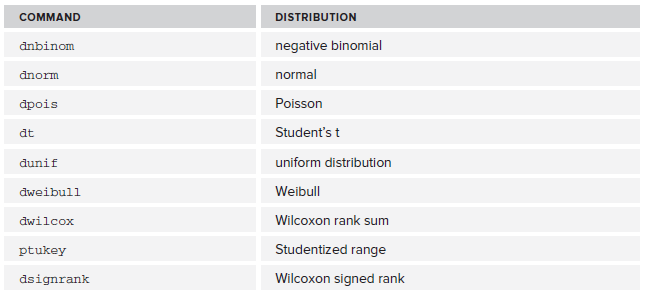 COMMAND DISTRIBUTION
dnbinom negative binomial
dnorm normal
dpois Poisson
dt Student's t
dunif uniform distribution
dweibull Weibull
dwilcox Wilcoxon rank sum
ptukey Studentized range
dsignrank Wilcoxon signed rank